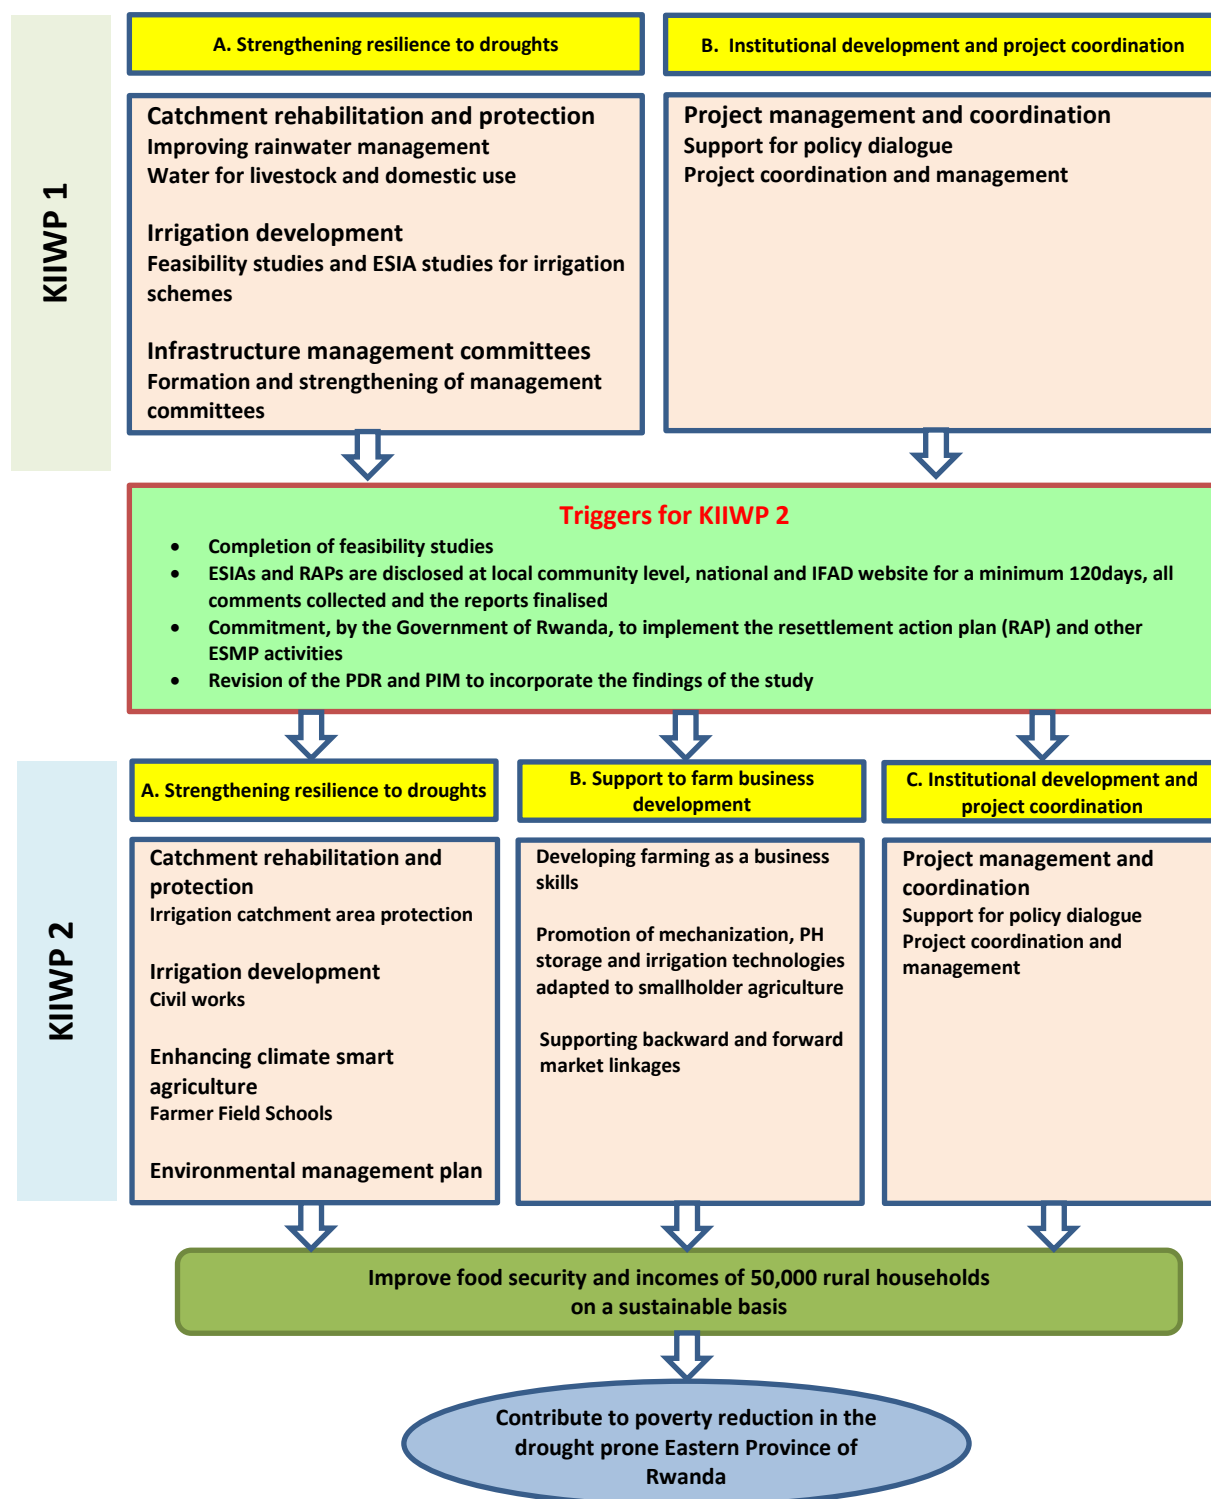 KIIWP 1
A. Strengthening resilience to droughts
B. Institutional development and project coordination
Catchment rehabilitation and protection
Improving rainwater management
Water for livestock and domestic use
Irrigation development
Feasibility studies and ESIA studies for irrigation
schemes
Infrastructure management committees
Formation and strengthening of management
committees
Project management and coordination
Support for policy dialogue
Project coordination and management
Triggers for KIIWP 2
• Completion of feasibility studies
• ESIAs and RAPs are disclosed at local community level, national and IFAD website for a minimum 120days, all
comments collected and the reports finalised
• Commitment, by the Government of Rwanda, to implement the resettlement action plan (RAP) and other
ESMP activities
• Revision of the PDR and PIM to incorporate the findings of the study
KIIWP 2
A. Strengthening resilience to droughts
B. Support to farm business
development
C. Institutional development and
project coordination
Catchment rehabilitation and
protection
Irrigation catchment area protection
Irrigation development
Civil works
Enhancing climate smart
agriculture
Farmer Field Schools
Environmental management plan
Developing farming as a business
skills
Promotion of mechanization, PH
storage and irrigation technologies
adapted to smallholder agriculture
Supporting backward and forward
market linkages
Project management and
coordination
Support for policy dialogue
Project coordination and
management
Improve food security and incomes of 50,000 rural households
on a sustainable basis
Contribute to poverty reduction in the
drought prone Eastern Province of
Rwanda